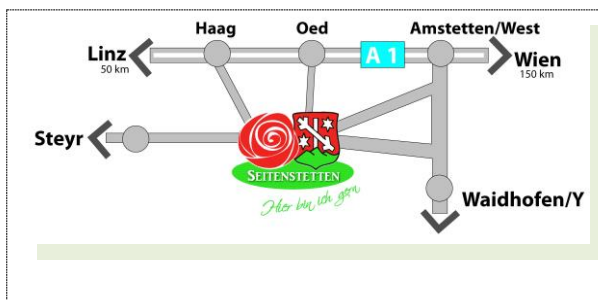 Haag
Oed
Amstetten/West
Linz
50 km
A 1
Wien
150 km
Steyr
SEITENSTETTEN
Hier bin ich gern
Waidhofen/Y